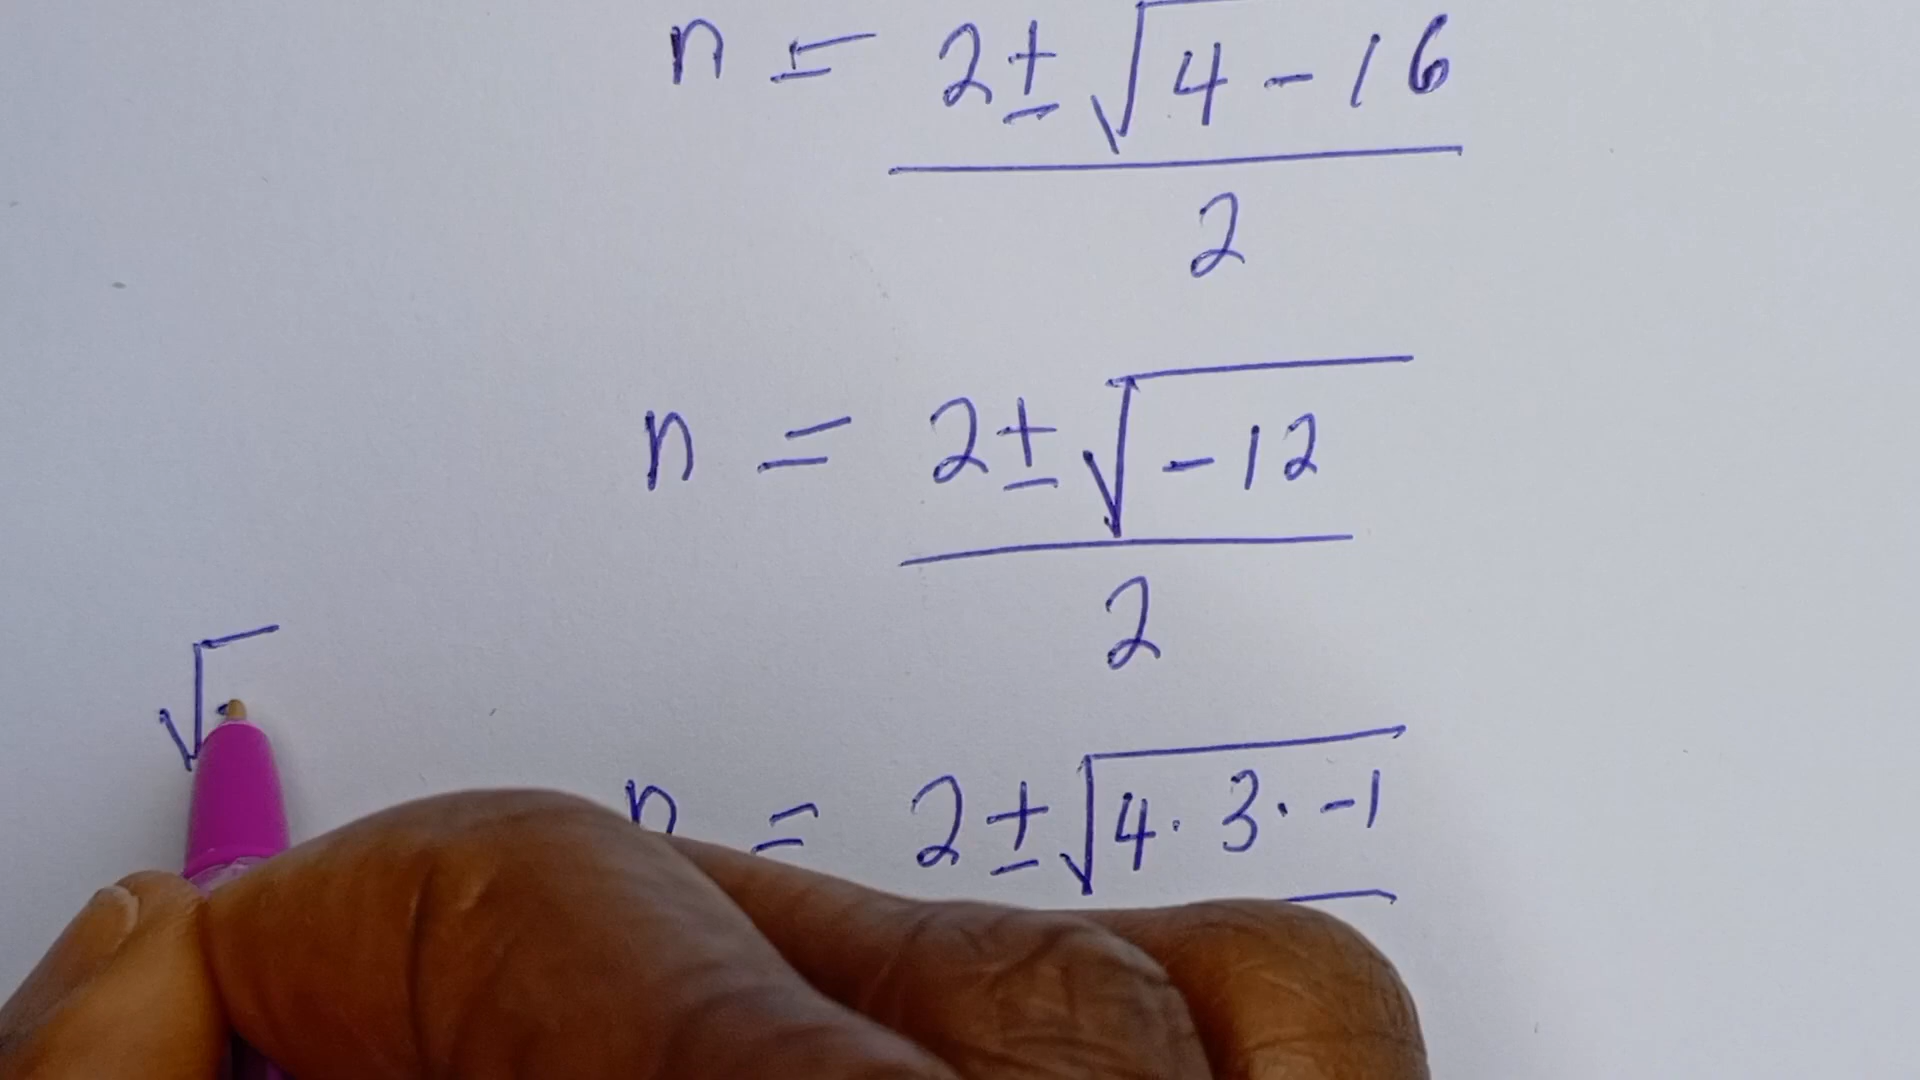 n = 2 ± √4 - 16
2
n = 2 ± √-12
2
√-
n = 2 ± √4 · 3 · -1